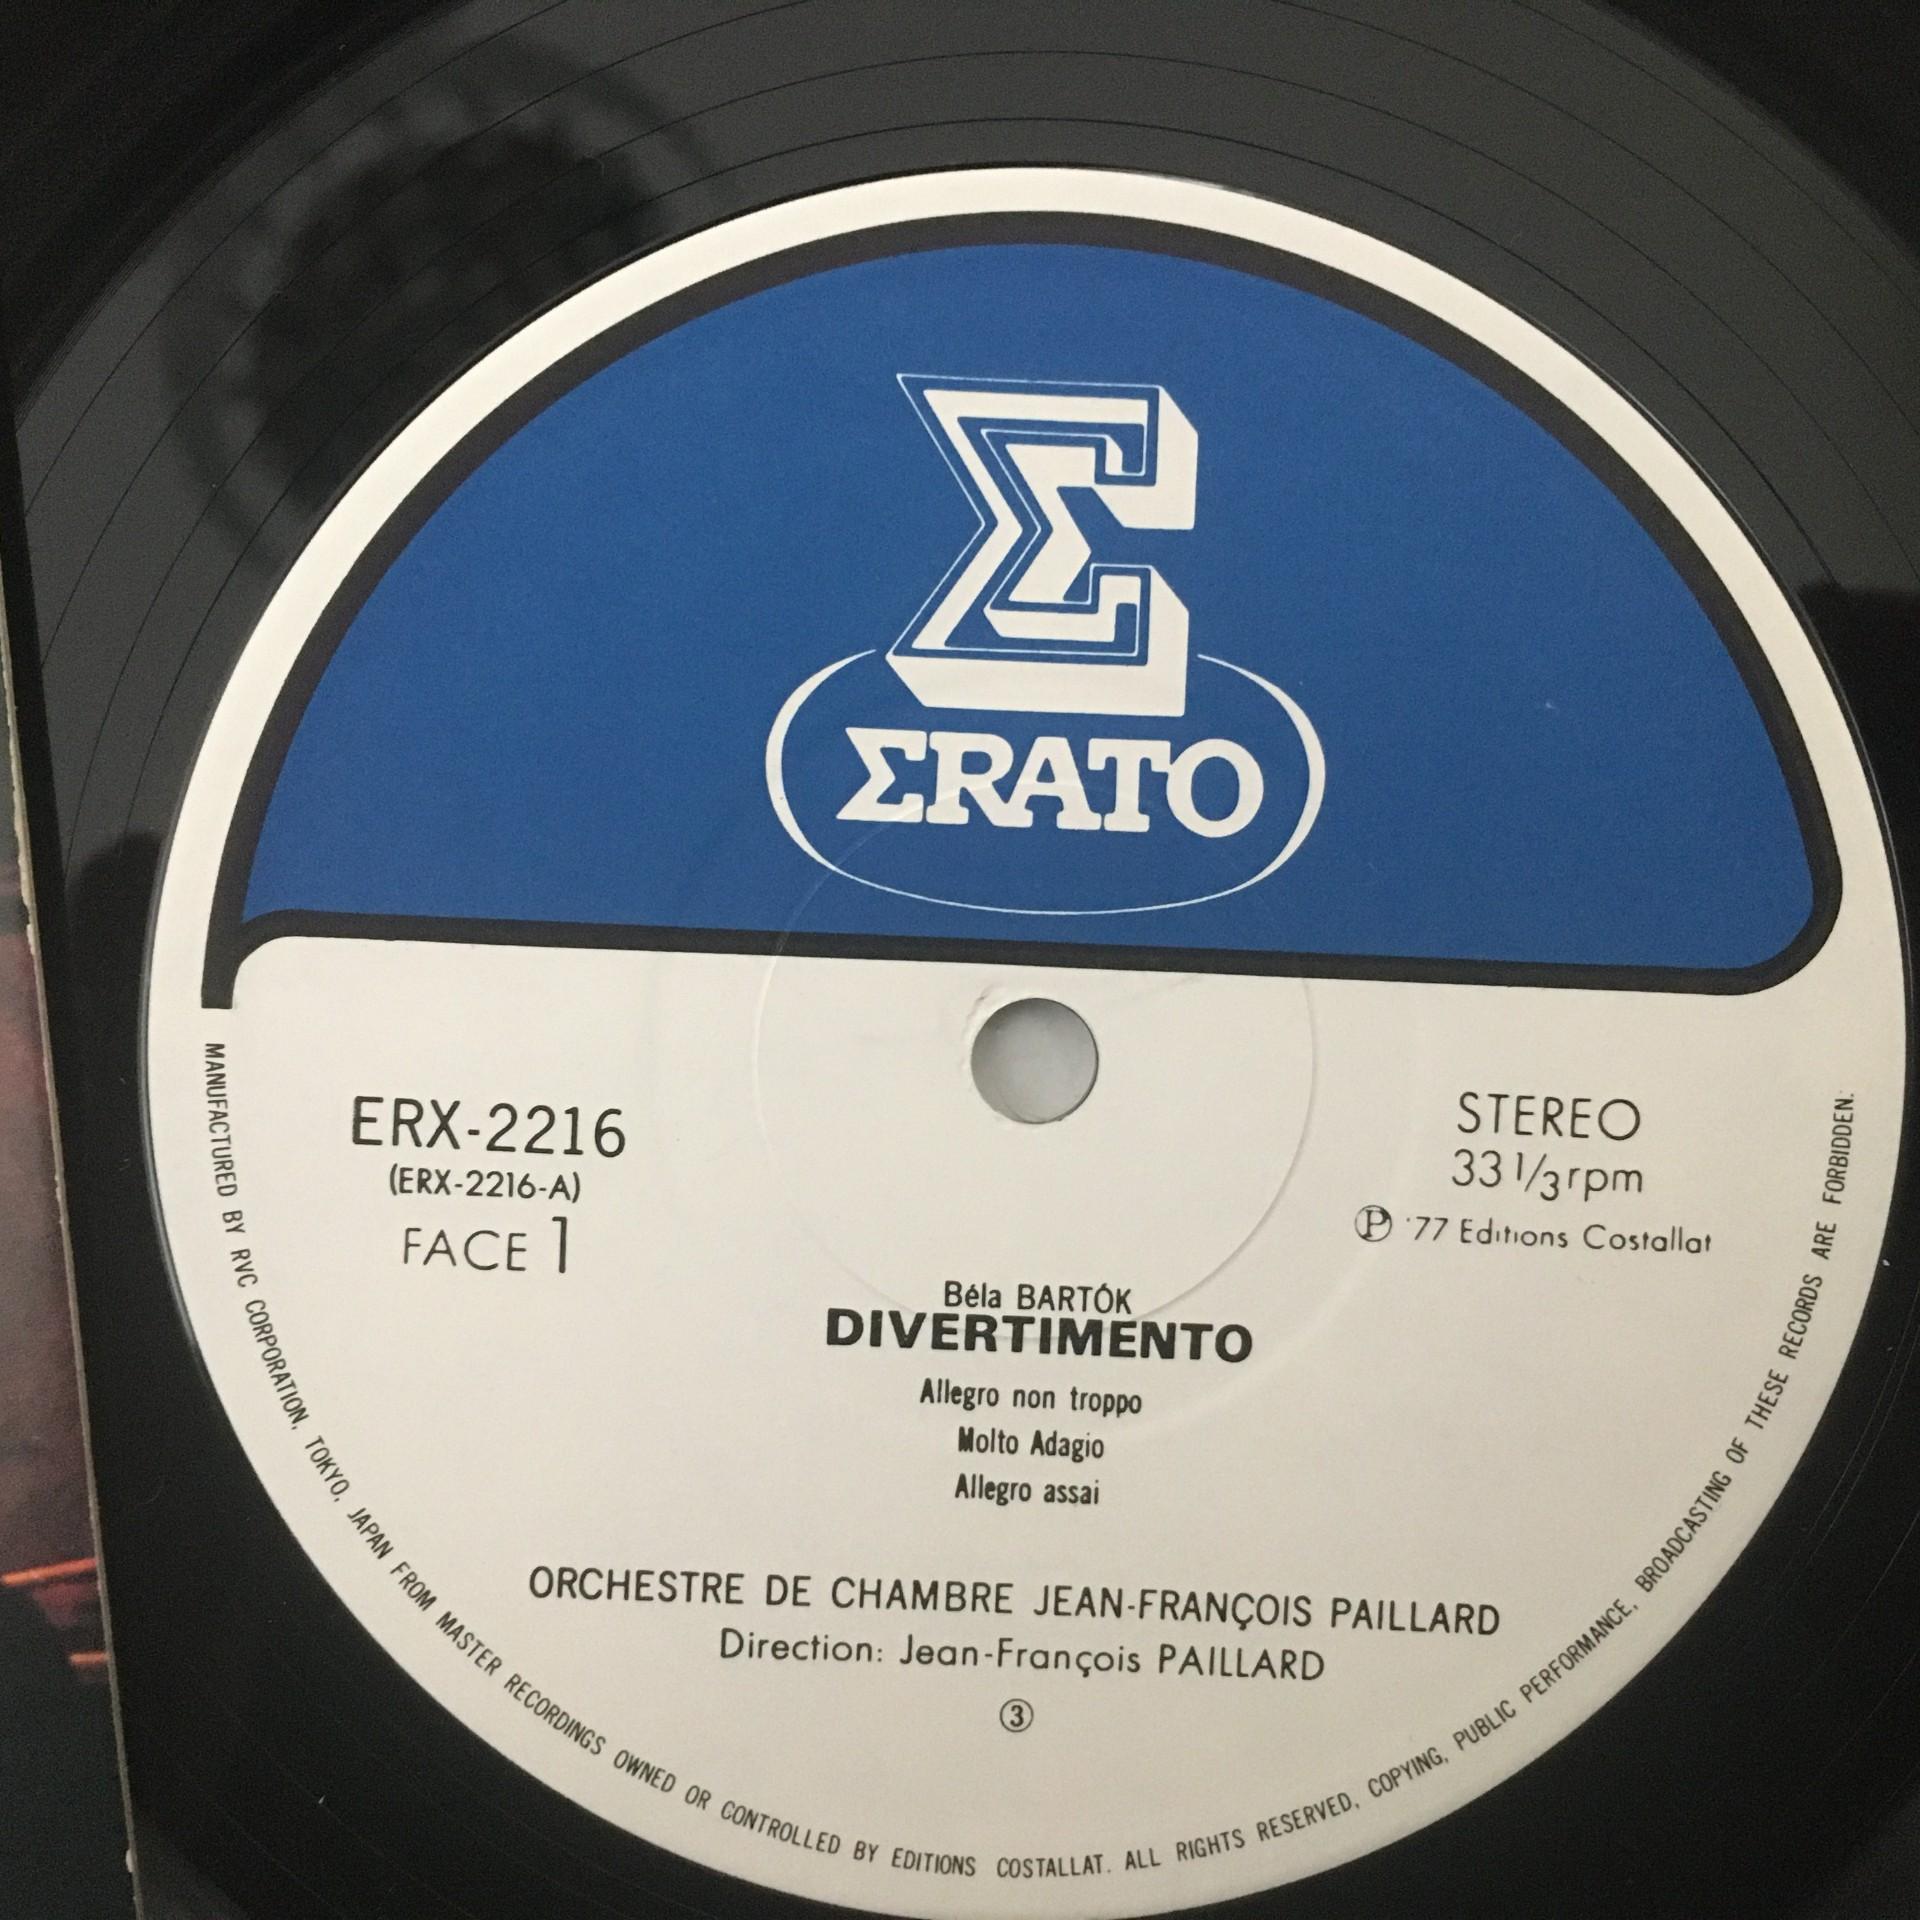 Σ
ΣRATO
ERX-2216
(ERX-2216-A)
FACE 1
STEREO
33 1/3 rpm
Ⓟ '77 Editions Costallat
Béla BARTÓK
DIVERTIMENTO
Allegro non troppo
Molto Adagio
Allegro assai
ORCHESTRE DE CHAMBRE JEAN-FRANÇOIS PAILLARD
Direction: Jean-François PAILLARD
③
MANUFACTURED BY RVC CORPORATION, TOKYO, JAPAN FROM MASTER RECORDINGS OWNED OR CONTROLLED BY EDITIONS COSTALLAT. ALL RIGHTS RESERVED, COPYING, PUBLIC PERFORMANCE, BROADCASTING OF THESE RECORDS ARE FORBIDDEN.